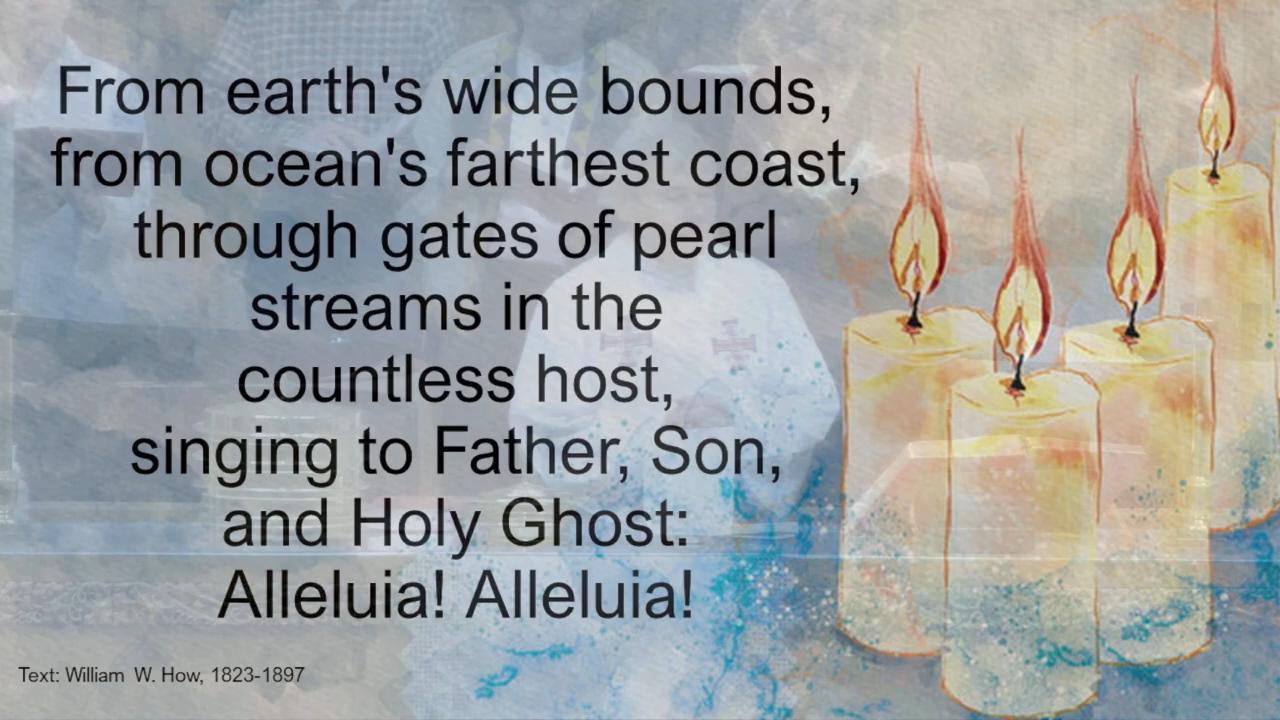 From earth's wide bounds,
from ocean's farthest coast,
through gates of pearl
streams in the
countless host,
singing to Father, Son,
and Holy Ghost:
Alleluia! Alleluia!
Text: William W. How, 1823-1897